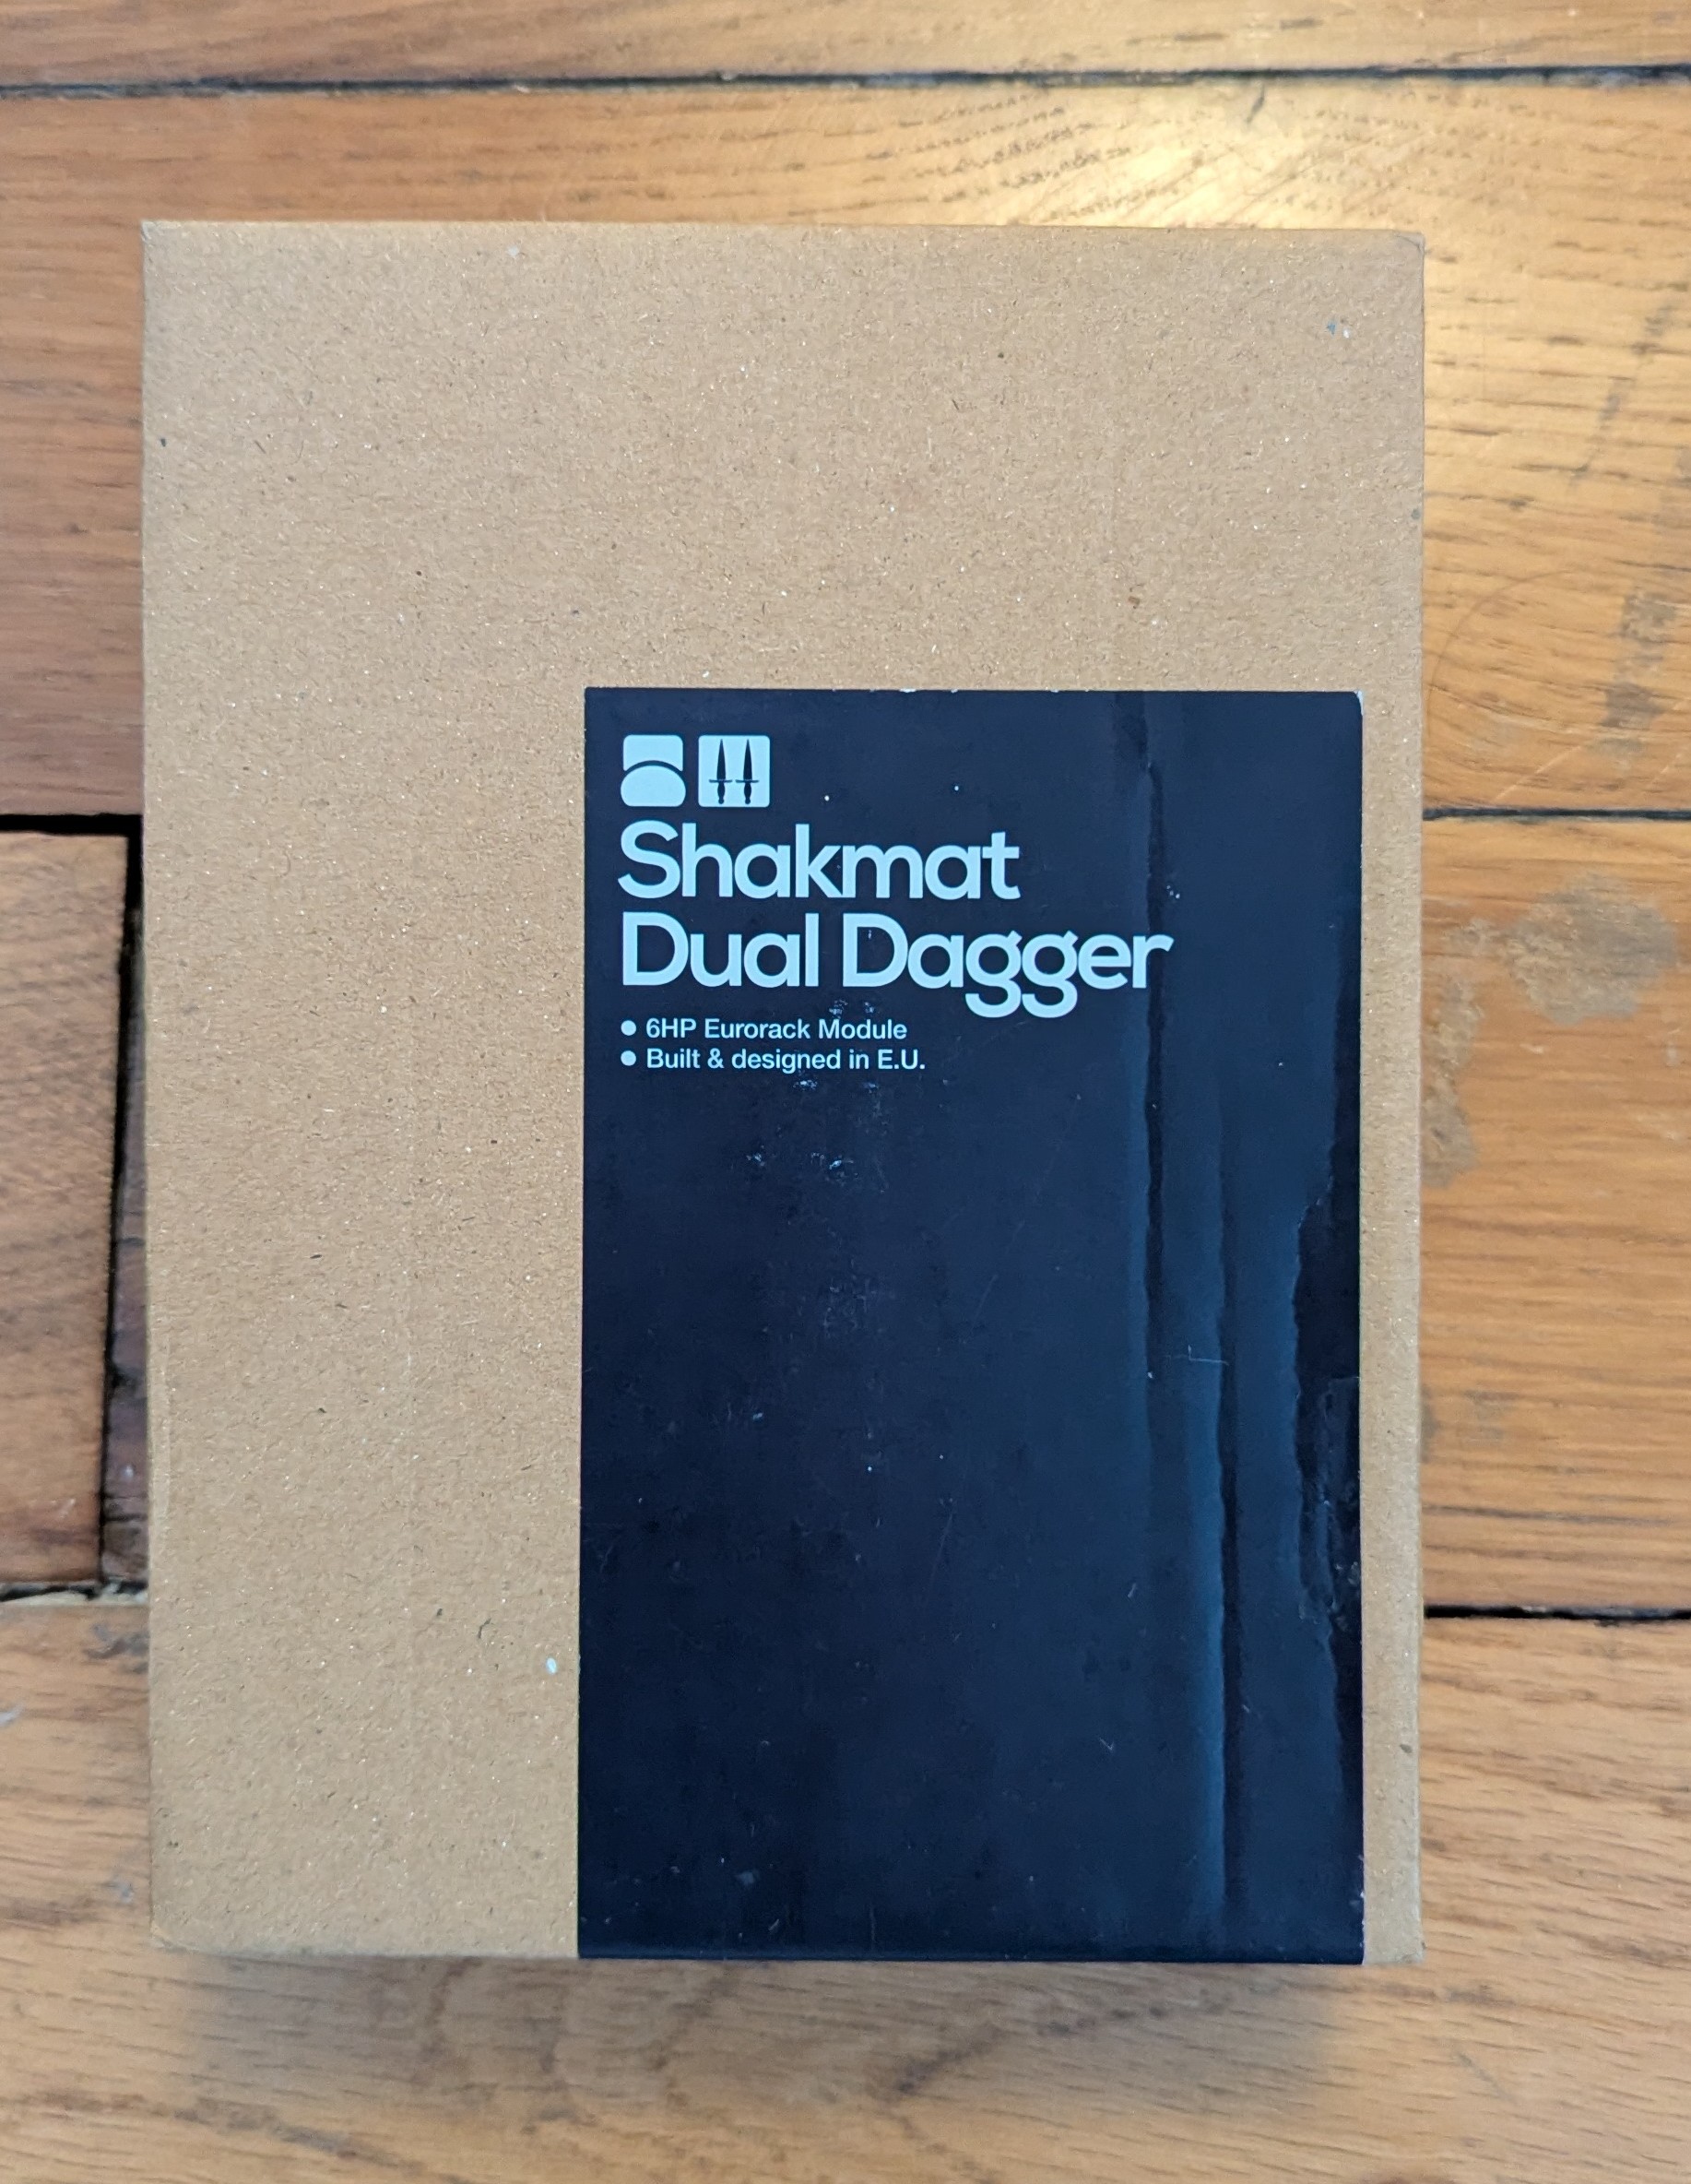 Shakmat
Dual Dagger
● 6HP Eurorack Module
● Built & designed in E.U.